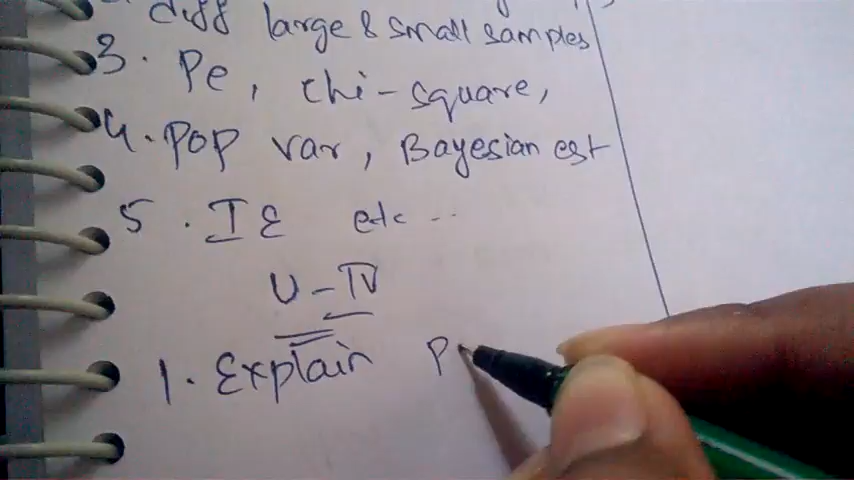 diff large & small samples
3. Pe, chi-square,
4. Pop var, Bayesian est
5. IE etc...
U-IV
1. Explain P